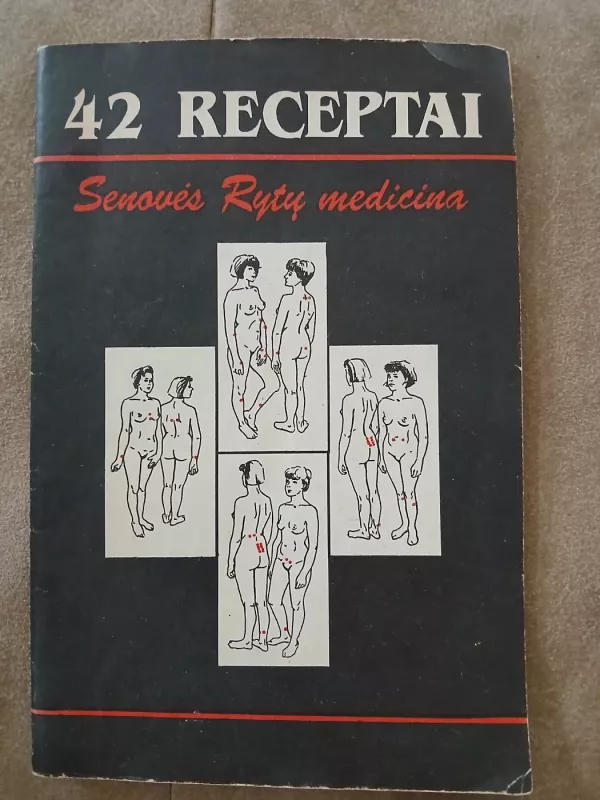 42 RECEPTAI
Senovės Rytų medicina